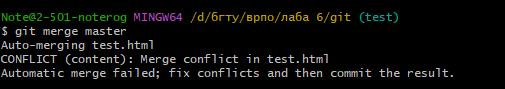 Note@2-501-noterog MINGW64 /d/бгту/врпо/лаба 6/git (test)
$ git merge master
Auto-merging test.html
CONFLICT (content): Merge conflict in test.html
Automatic merge failed; fix conflicts and then commit the result.